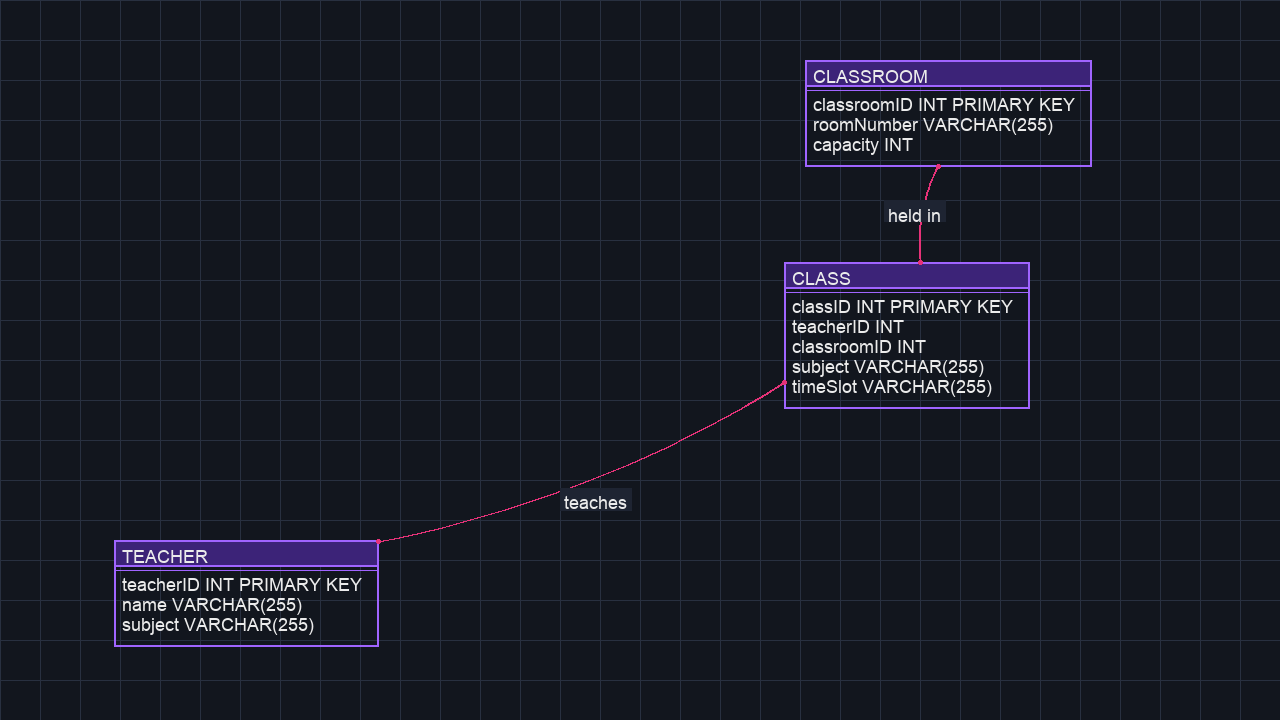 CLASSROOM
classroomID INT PRIMARY KEY
roomNumber VARCHAR(255)
capacity INT
held in
CLASS
classID INT PRIMARY KEY
teacherID INT
classroomID INT
subject VARCHAR(255)
timeSlot VARCHAR(255)
teaches
TEACHER
teacherID INT PRIMARY KEY
name VARCHAR(255)
subject VARCHAR(255)